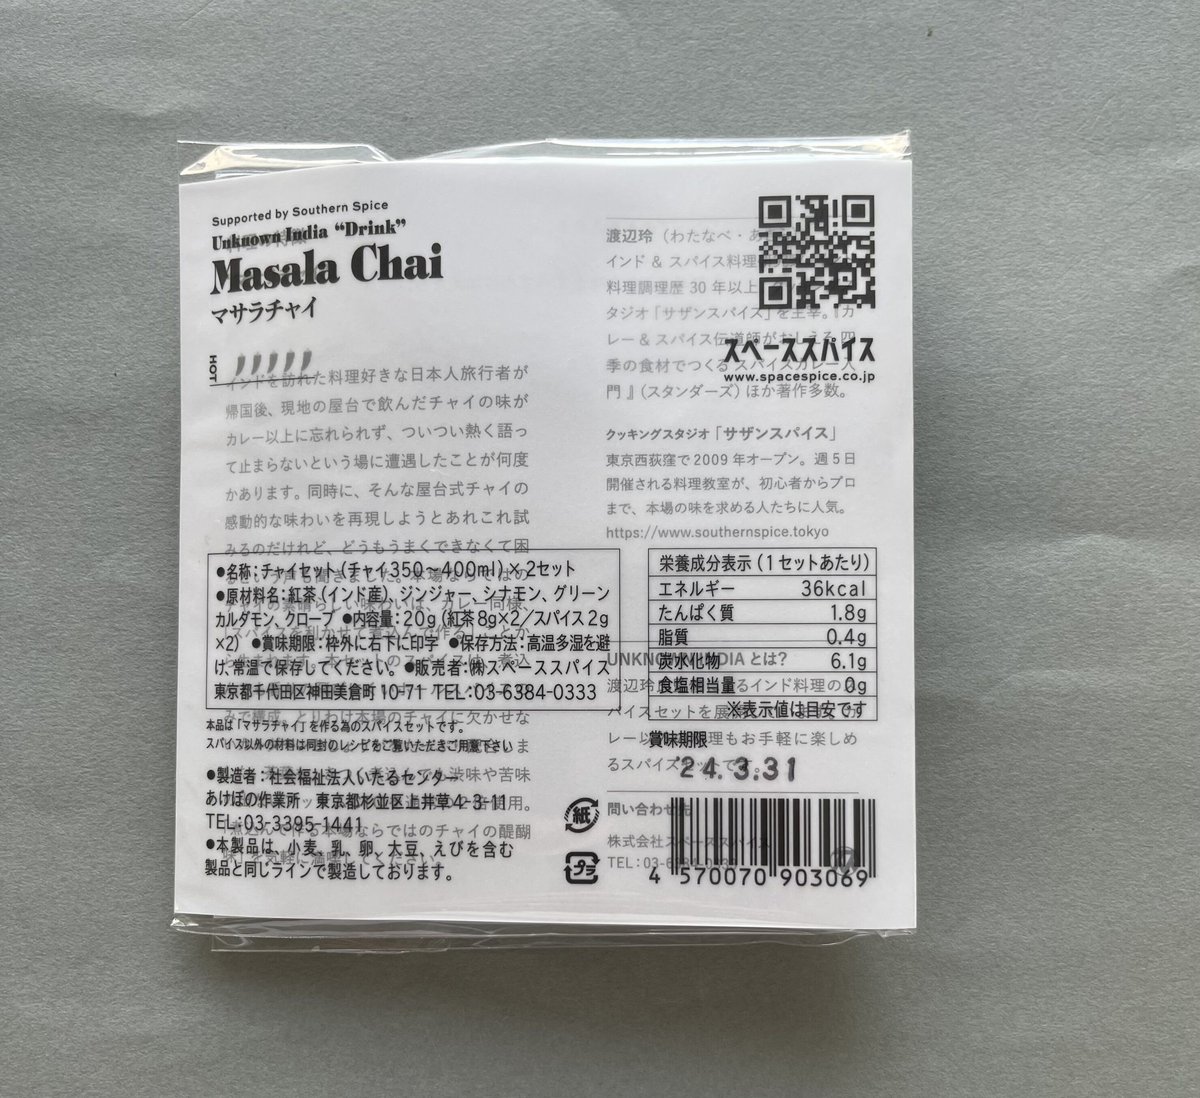 Supported by Southern Spice
Unknown India “Drink”
Masala Chai
マサラチャイ
HOT
インドを訪れた料理好きな日本人旅行者が
帰国後、現地の屋台で飲んだチャイの味が
カレー以上に忘れられず、ついつい熱く語っ
て止まらないという場に遭遇したことが何度
かあります。同時に、そんな屋台式チャイの
感動的な味わいを再現しようとあれこれ試
みるのだけれど、どうもうまくできなくて困
●名称:チャイセット(チャイ350~400ml)×2セット
●原材料名:紅茶(インド産)、ジンジャー、シナモン、グリーン
カルダモン、クローブ ●内容量:20g(紅茶8g×2/スパイス2g
×2) ●賞味期限:枠外に右下に印字 ●保存方法:高温多湿を避
け、常温で保存してください。●販売者:㈱スペーススパイス
東京都千代田区神田美倉町10-71 TEL:03-6384-0333
本品は「マサラチャイ」を作る為のスパイスセットです。
スパイス以外の材料は同封のレシピをご覧いただきご用意下さい
●製造者:社会福祉法人いたるセンター
あけぼの作業所 東京都杉並区上井草4-3-11
TEL:03-3395-1441
煮込んで作る本場ならではのチャイの醍醐
●本製品は、小麦、乳、卵、大豆、えびを含む
製品と同じラインで製造しております。
渡辺玲(わたなべ・あ
インド&スパイス料理
料理調理歴30年以上
タジオ「サザンスパイス」を主宰。『カ
レー&スパイス伝道師がおしえる 四
季の食材でつくる スパイスカレー入
門』(スタンダーズ)ほか著作多数。
スペーススパイス
www.spacespice.co.jp
クッキングスタジオ「サザンスパイス」
東京西荻窪で2009年オープン。週5日
開催される料理教室が、初心者からプロ
まで、本場の味を求める人たちに人気。
https://www.southernspice.tokyo
栄養成分表示(1セットあたり)
エネルギー 36kcal
たんぱく質 1.8g
脂質 0.4g
UNKNOWN INDIA とは?
炭水化物 6.1g
食塩相当量 0g
※表示値は目安です
賞味期限
24.3.31
問い合わせ先
株式会社スペーススパイス
紙
プラ
4 570070 903069